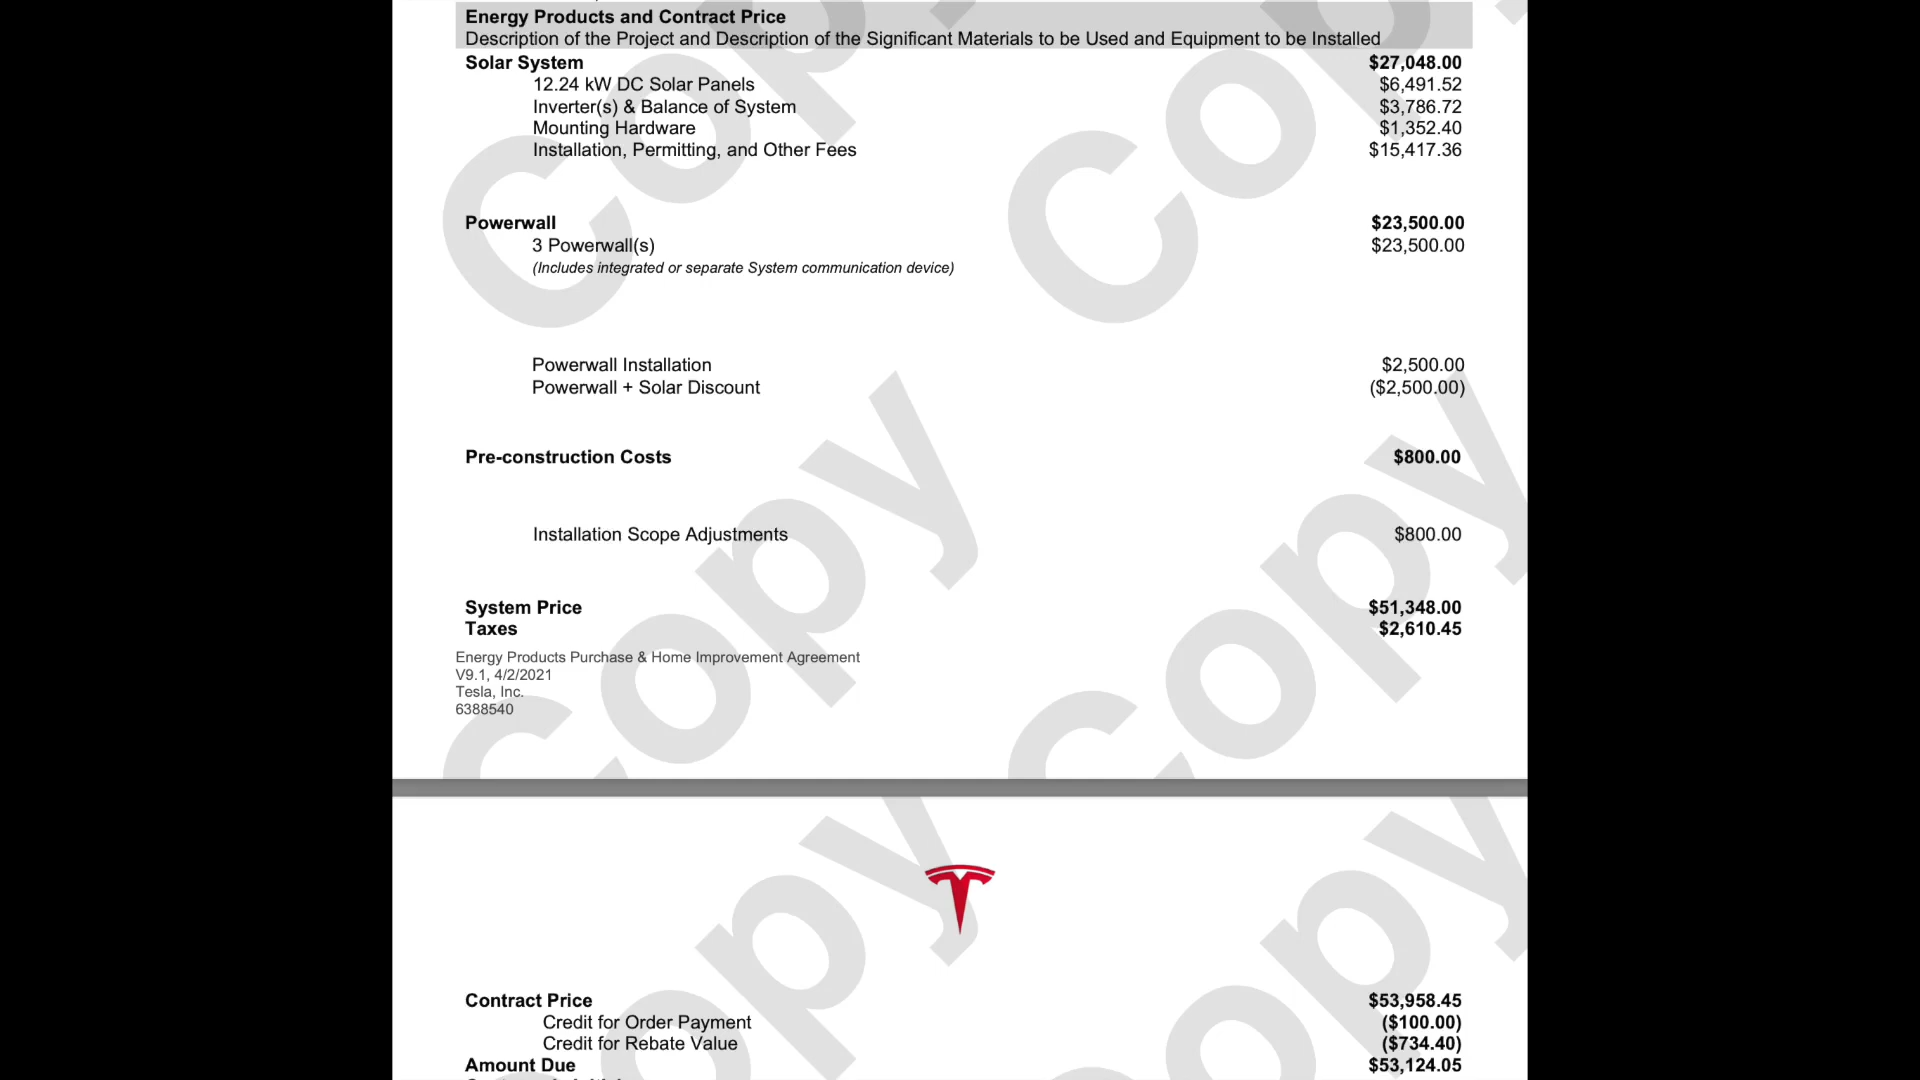 Energy Products and Contract Price
Description of the Project and Description of the Significant Materials to be Used and Equipment to be Installed
Solar System $27,048.00
12.24 kW DC Solar Panels $6,491.52
Inverter(s) & Balance of System $3,786.72
Mounting Hardware $1,352.40
Installation, Permitting, and Other Fees $15,417.36
Powerwall $23,500.00
3 Powerwall(s) $23,500.00
(Includes integrated or separate System communication device)
Powerwall Installation $2,500.00
Powerwall + Solar Discount ($2,500.00)
Pre-construction Costs $800.00
Installation Scope Adjustments $800.00
System Price $51,348.00
Taxes $2,610.45
Energy Products Purchase & Home Improvement Agreement
V9.1, 4/2/2021
Tesla, Inc.
6388540
Contract Price $53,958.45
Credit for Order Payment ($100.00)
Credit for Rebate Value ($734.40)
Amount Due $53,124.05
Copy
Copy
Copy
Copy
Copy
Copy